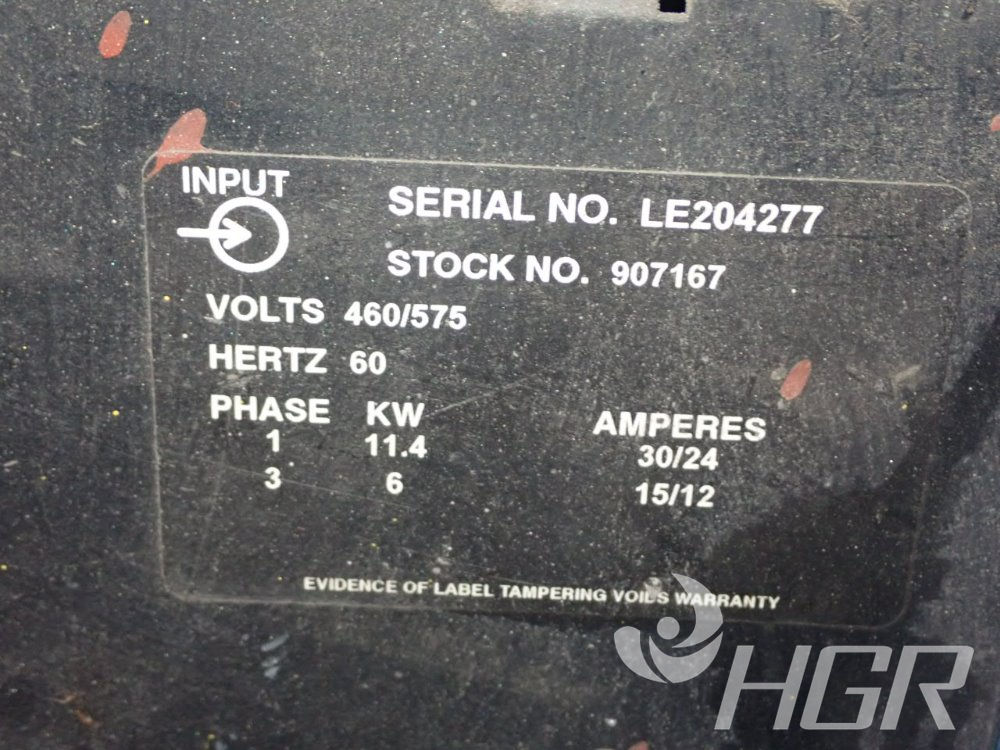 INPUT
SERIAL NO. LE204277
STOCK NO. 907167
VOLTS 460/575
HERTZ 60
PHASE KW AMPERES
1 11.4 30/24
3 6 15/12
EVIDENCE OF LABEL TAMPERING VOIDS WARRANTY
HGR